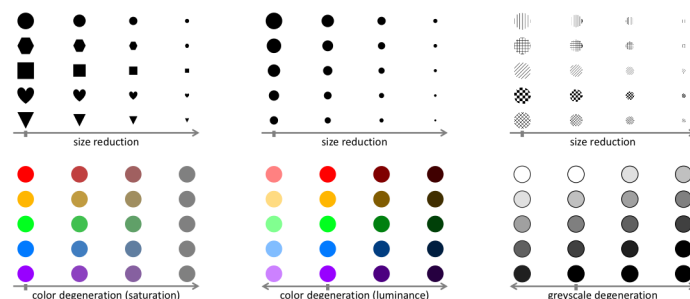 size reduction
size reduction
size reduction
color degeneration (saturation)
color degeneration (luminance)
greyscale degeneration